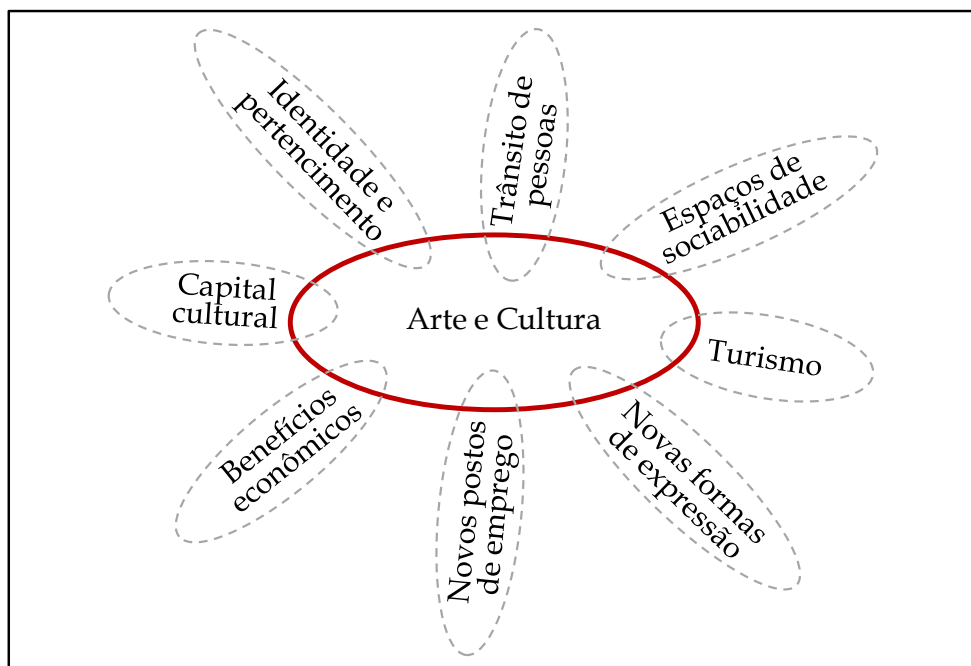 Identidade e
pertencimento
Trânsito de
pessoas
Espaços de
sociabilidade
Capital
cultural
Arte e Cultura
Turismo
Benefícios
econômicos
Novos postos
de emprego
Novas formas
de expressão